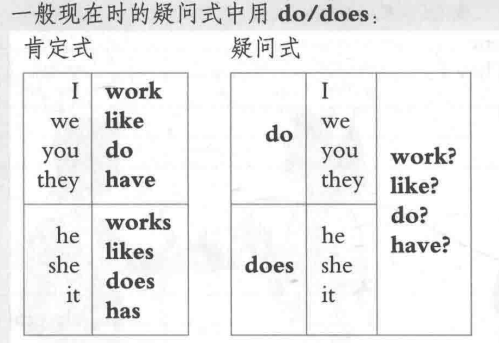 一般现在时的疑问式中用 do/does：
肯定式
I work
we like
you do
they have
he works
she likes
it does
has
疑问式
do
I
we
you
they
does
he
she
it
work?
like?
do?
have?